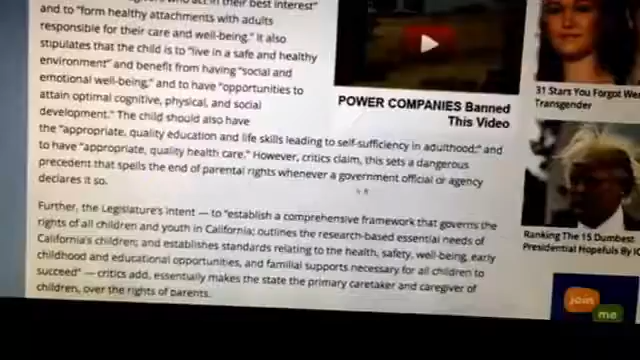 act in their best interest"
and to "form healthy attachments with adults
responsible for their care and well-being." It also
stipulates that the child is to "live in a safe and healthy
environment" and benefit from having "social and
emotional well-being," and to have "opportunities to
attain optimal cognitive, physical, and social
development." The child should also have
the "appropriate, quality education and life skills leading to self-sufficiency in adulthood;" and
to have "appropriate, quality health care." However, critics claim, this sets a dangerous
precedent that spells the end of parental rights whenever a government official or agency
declares it so.
Further, the Legislature's intent — to "establish a comprehensive framework that governs the
rights of all children and youth in California; outlines the research-based essential needs of
California's children; and establishes standards relating to the health, safety, well-being, early
childhood and educational opportunities, and familial supports necessary for all children to
succeed" — critics add, essentially makes the state the primary caretaker and caregiver of
children, over the rights of parents.
POWER COMPANIES Banned
This Video
31 Stars You Forgot Wer
Transgender
Ranking The 15 Dumbest
Presidential Hopefuls By IQ
join
me